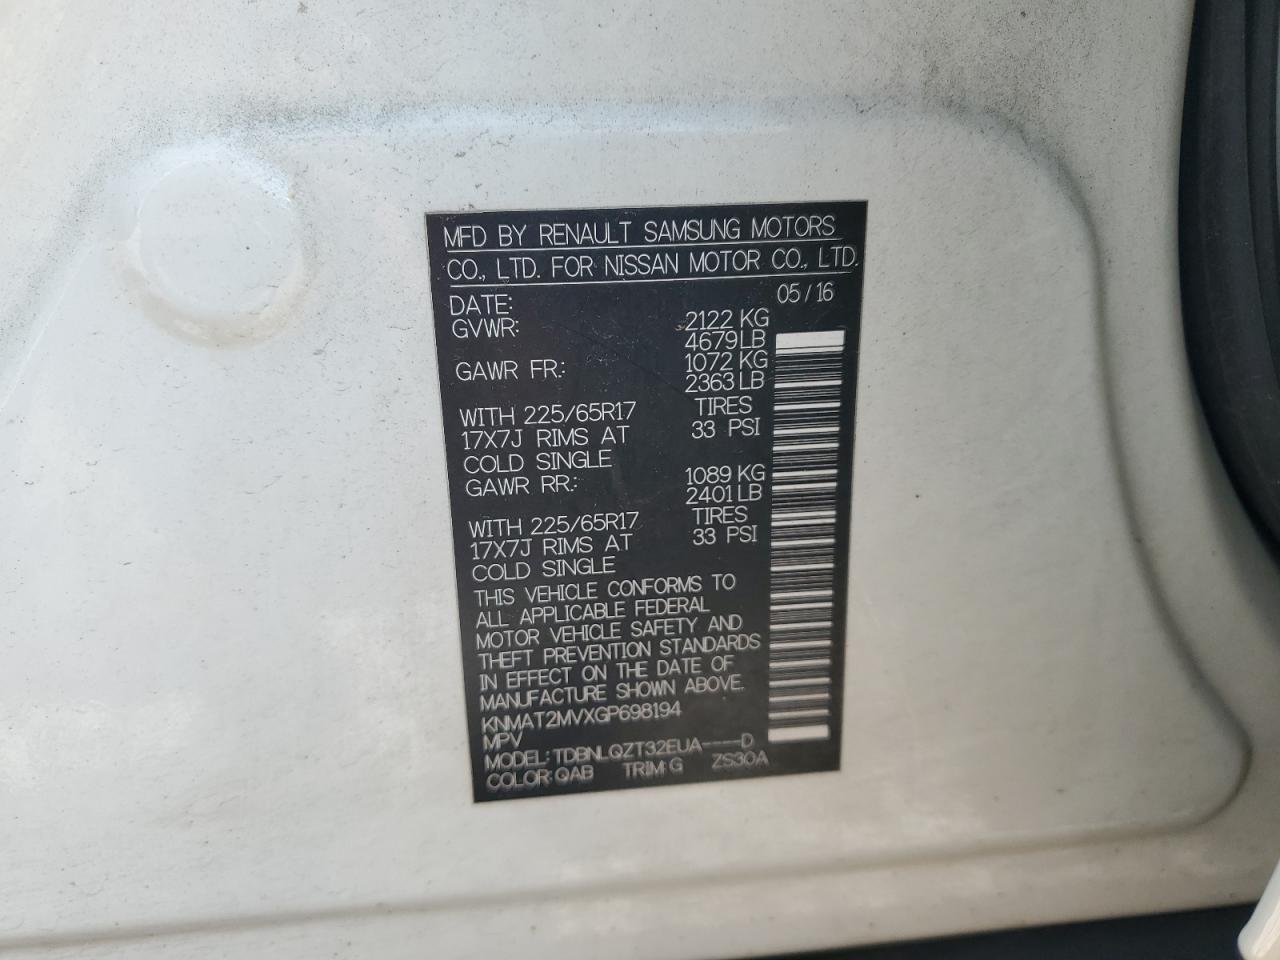 MFD BY RENAULT SAMSUNG MOTORS
CO., LTD. FOR NISSAN MOTOR CO., LTD.
DATE: 05/16
GVWR: 2122 KG
4679 LB
GAWR FR: 1072 KG
2363 LB
WITH 225/65R17 TIRES
17X7J RIMS AT 33 PSI
COLD SINGLE
GAWR RR: 1089 KG
2401 LB
WITH 225/65R17 TIRES
17X7J RIMS AT 33 PSI
COLD SINGLE
THIS VEHICLE CONFORMS TO
ALL APPLICABLE FEDERAL
MOTOR VEHICLE SAFETY AND
THEFT PREVENTION STANDARDS
IN EFFECT ON THE DATE OF
MANUFACTURE SHOWN ABOVE.
KNMAT2MVXGP698194
MPV
MODEL: TDBNLQZT32EUA----D
COLOR: QAB TRIM: G ZS30A